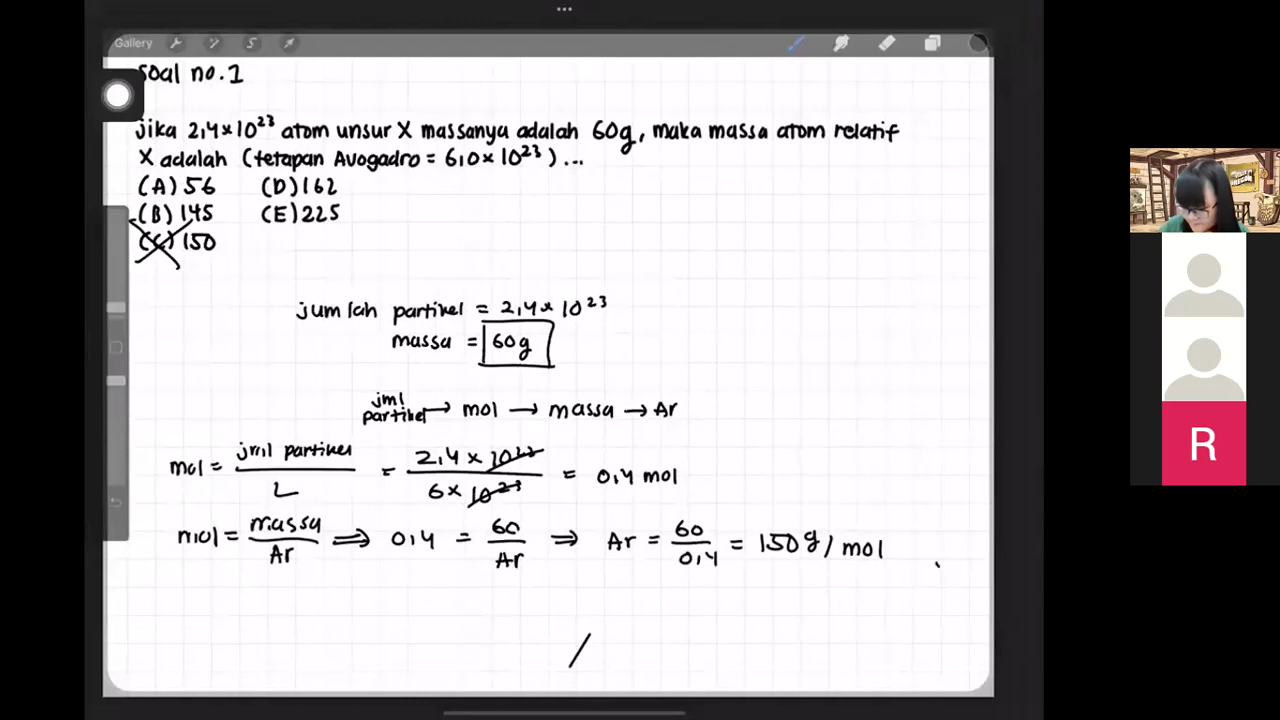 Gallery
soal no. 1
jika 2,4×10²³ atom unsur X massanya adalah 60g, maka massa atom relatif
X adalah (tetapan Avogadro = 6,0×10²³) ...
(A) 56 (D) 162
(B) 145 (E) 225
(C) 150
jumlah partikel = 2,4×10²³
massa = 60g
jml partikel → mol → massa → Ar
mol = jml partikel / L = 2,4 × 10²³ / 6 × 10²³ = 0,4 mol
mol = massa / Ar ⇒ 0,4 = 60 / Ar ⇒ Ar = 60 / 0,4 = 150 g/mol
R